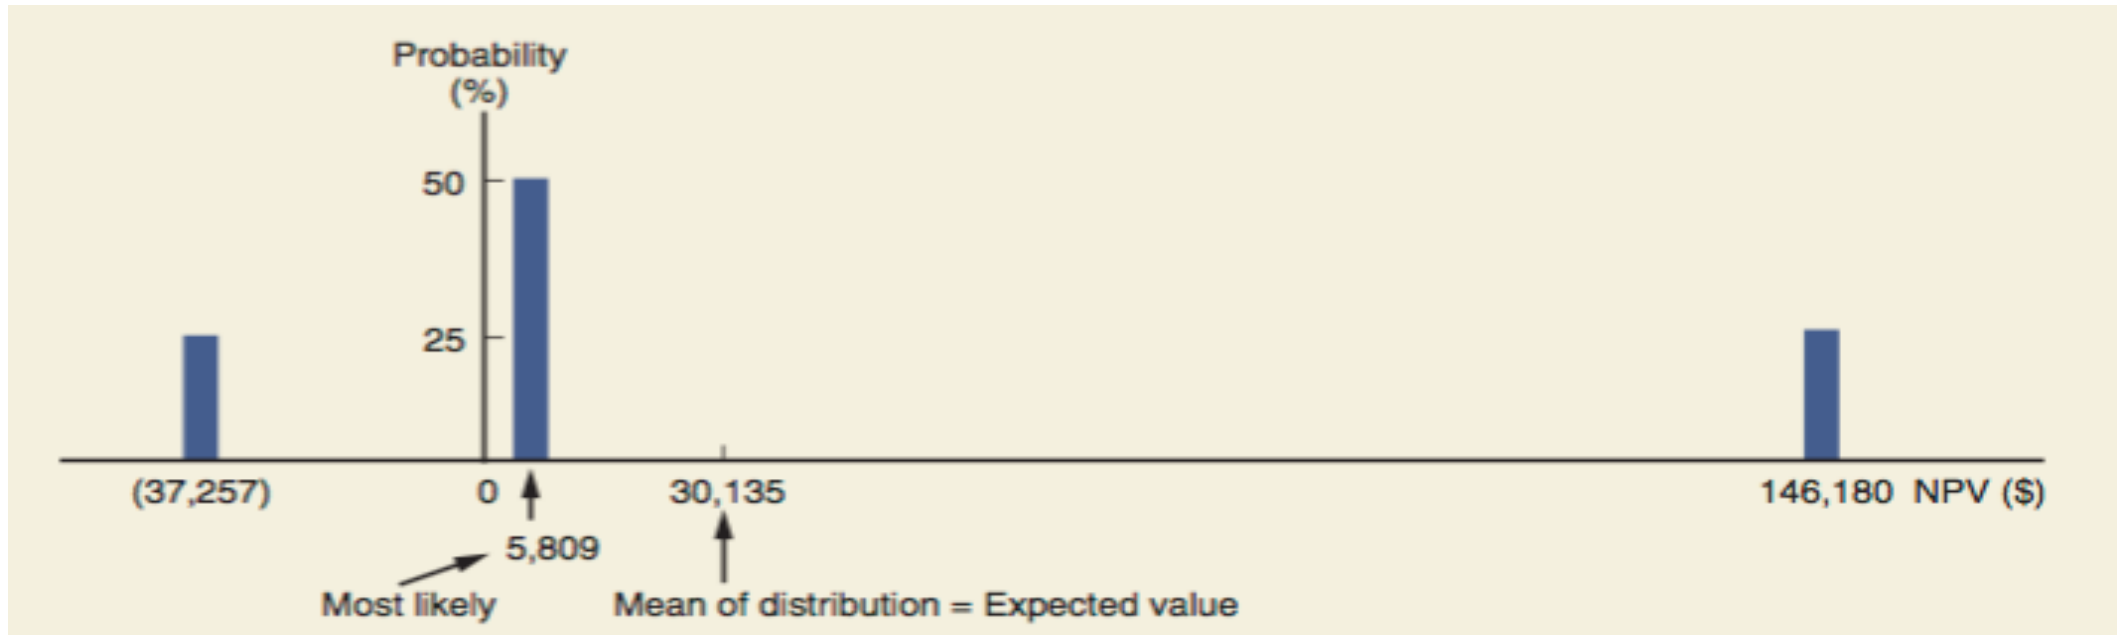 Probability
(%)
50
25
(37,257)
0
30,135
146,180 NPV ($)
5,809
Most likely
Mean of distribution = Expected value